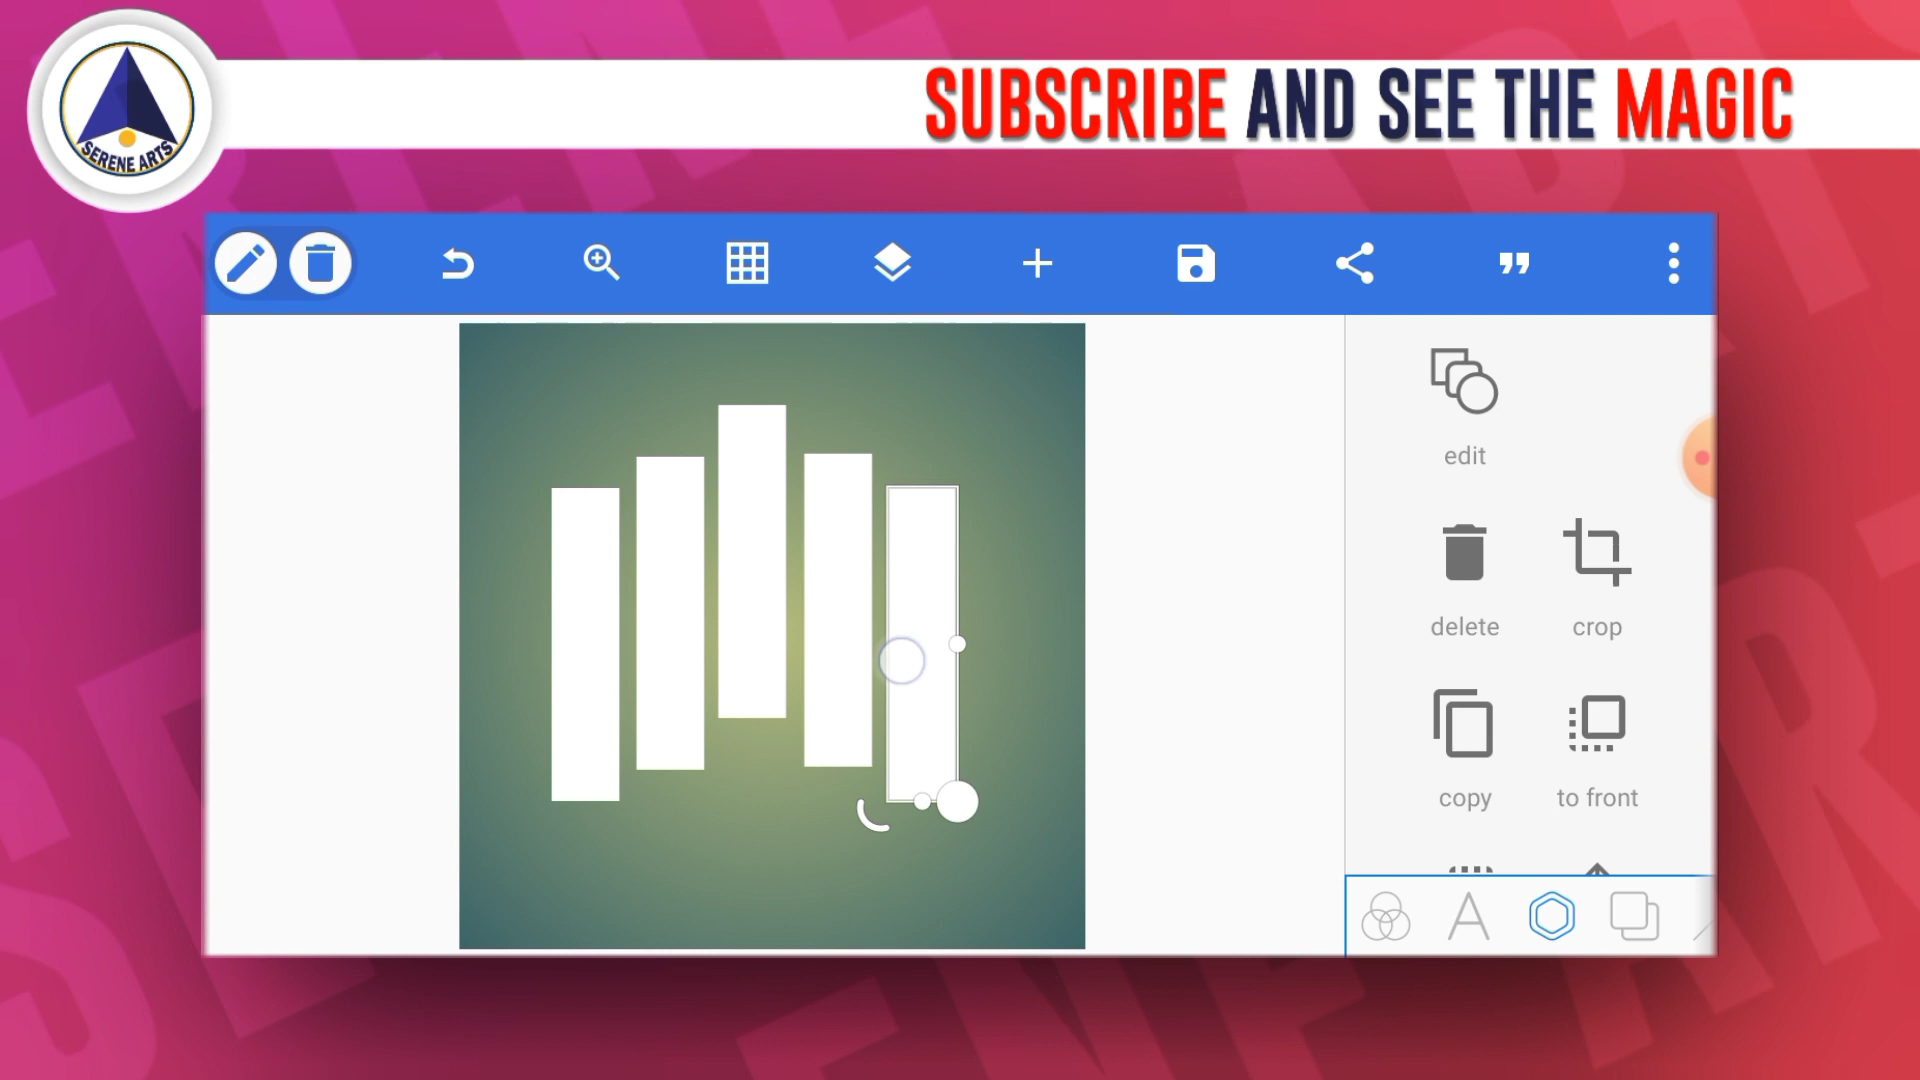 SUBSCRIBE AND SEE THE MAGIC
SERENE ARTS
edit
delete crop
copy to front